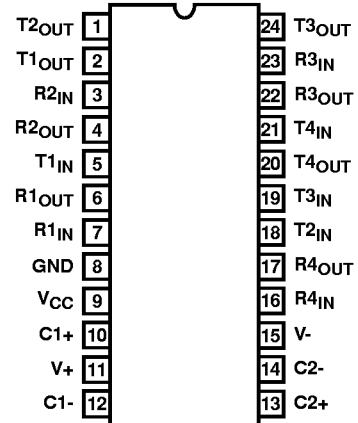 T2OUT 1
T1OUT 2
R2IN 3
R2OUT 4
T1IN 5
R1OUT 6
R1IN 7
GND 8
VCC 9
C1+ 10
V+ 11
C1- 12
24 T3OUT
23 R3IN
22 R3OUT
21 T4IN
20 T4OUT
19 T3IN
18 T2IN
17 R4OUT
16 R4IN
15 V-
14 C2-
13 C2+